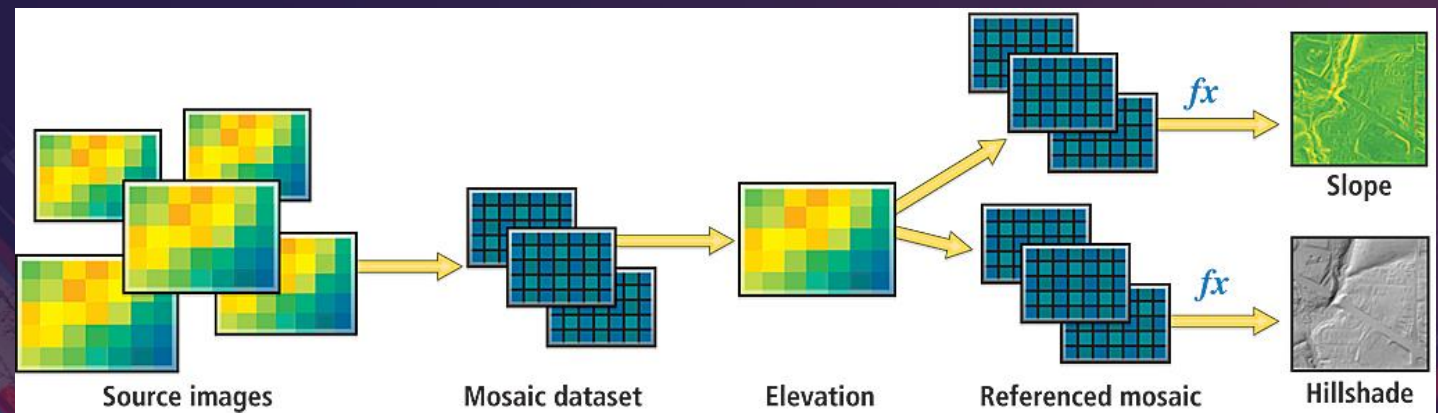 fx
Slope
fx
Source images
Mosaic dataset
Elevation
Referenced mosaic
Hillshade